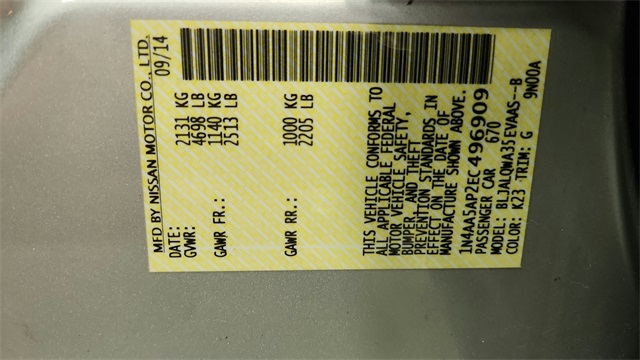 MFD BY NISSAN MOTOR CO., LTD.
DATE: 09/14
GVWR: 2131 KG
4698 LB
GAWR FR.: 1140 KG
2513 LB
GAWR RR.: 1000 KG
2205 LB
THIS VEHICLE CONFORMS TO
ALL APPLICABLE FEDERAL
MOTOR VEHICLE SAFETY,
BUMPER, AND THEFT
PREVENTION STANDARDS IN
EFFECT ON THE DATE OF
MANUFACTURE SHOWN ABOVE.
1N4AA5AP2EC496909
PASSENGER CAR 670
MODEL: BLJALQWA35EVAAS--B
COLOR: K23 TRIM: G 9N00A